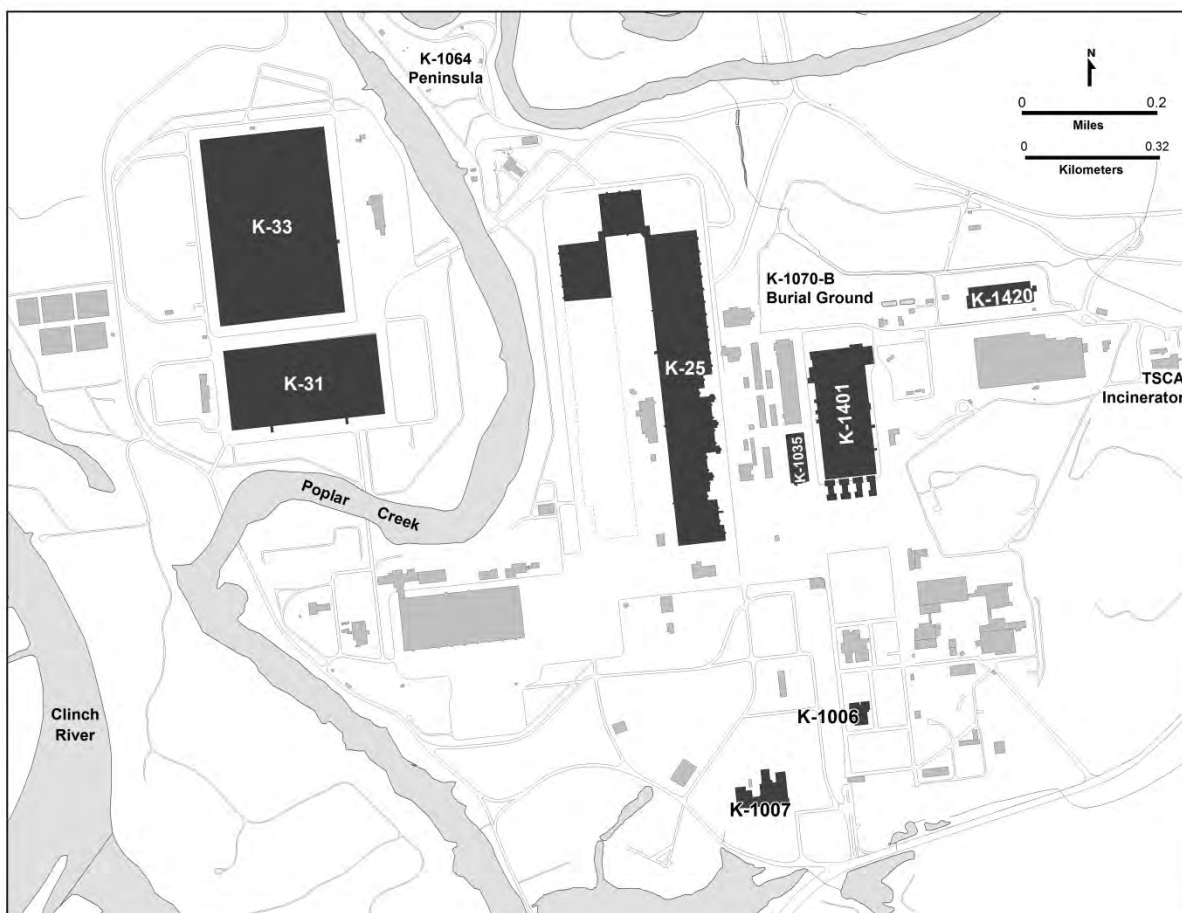 K-1064
Peninsula
N
0 0.2
Miles
0 0.32
Kilometers
K-33
K-1070-B
Burial Ground
K-1420
K-25
K-31
TSCA
Incinerator
K-1401
K-1035
Poplar Creek
Clinch
River
K-1006
K-1007